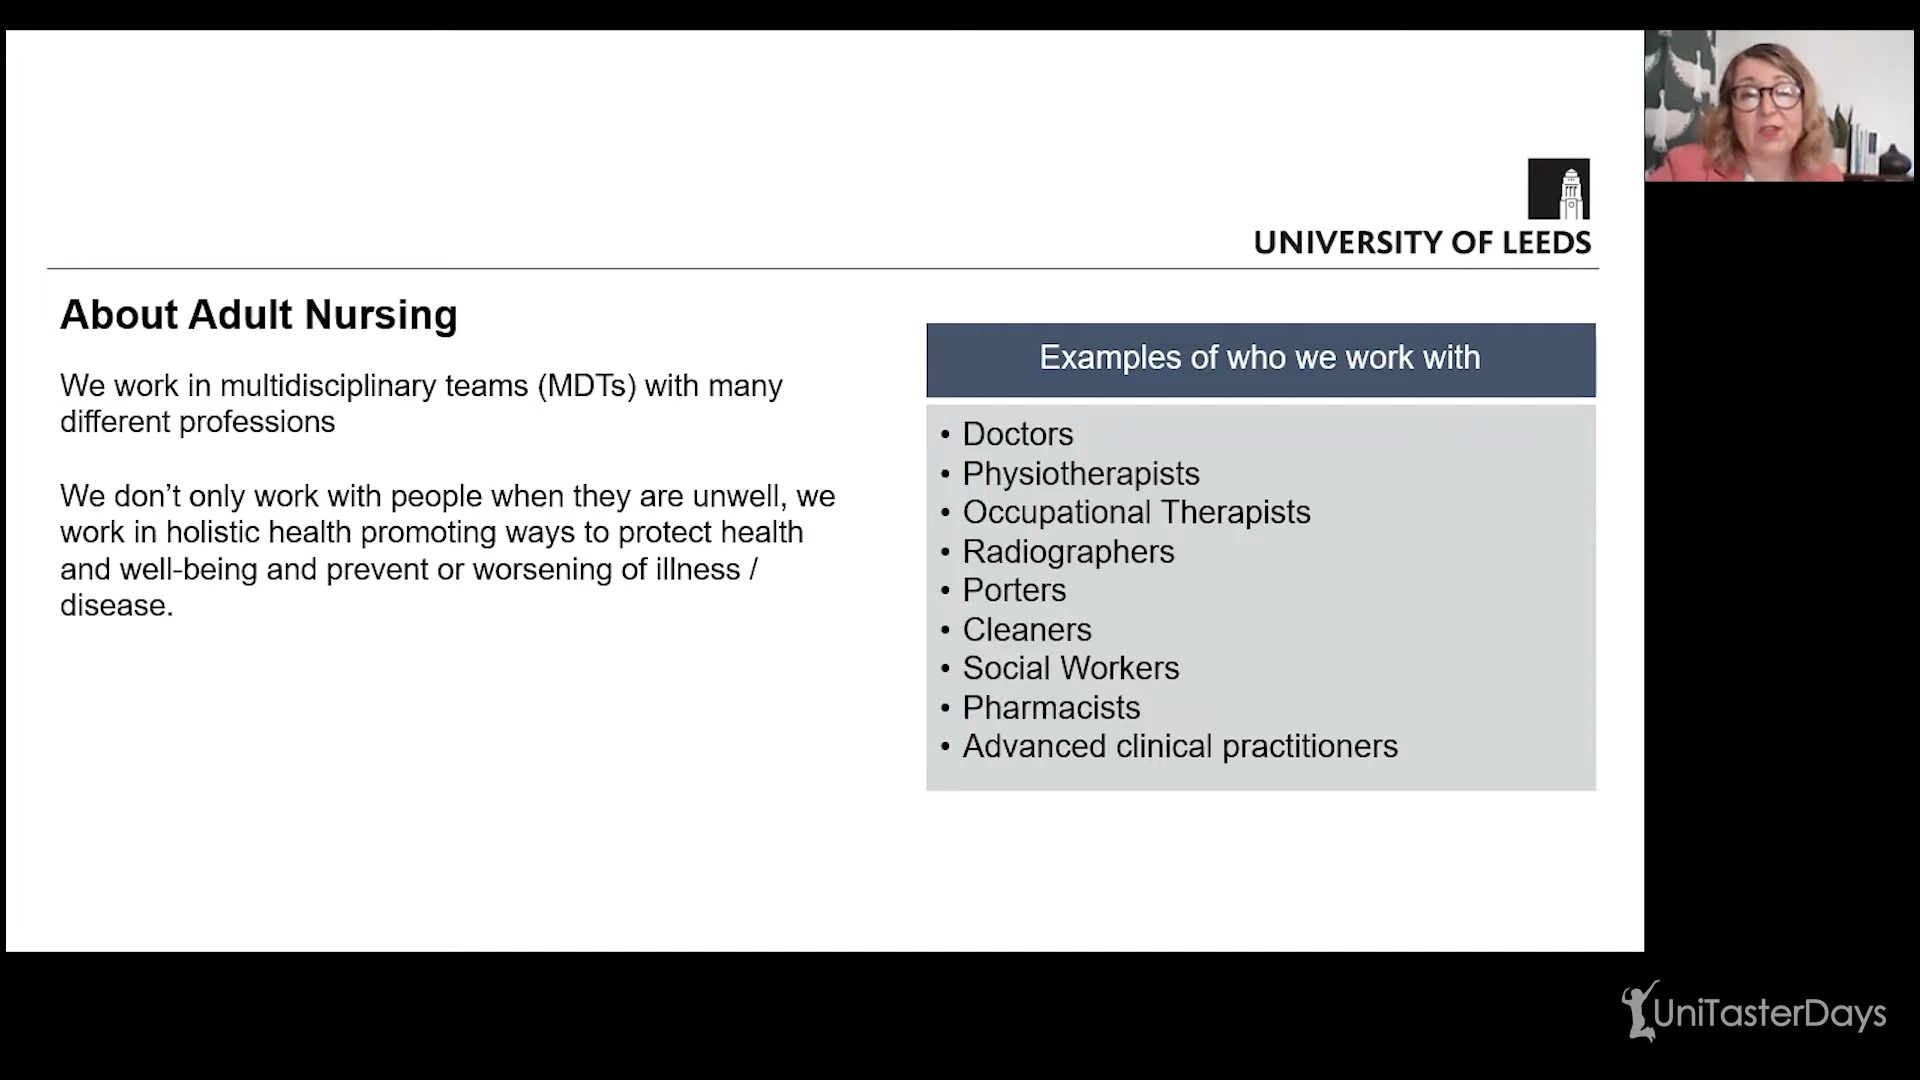 UNIVERSITY OF LEEDS
About Adult Nursing
We work in multidisciplinary teams (MDTs) with many
different professions
We don’t only work with people when they are unwell, we
work in holistic health promoting ways to protect health
and well-being and prevent or worsening of illness /
disease.
Examples of who we work with
• Doctors
• Physiotherapists
• Occupational Therapists
• Radiographers
• Porters
• Cleaners
• Social Workers
• Pharmacists
• Advanced clinical practitioners
UniTasterDays